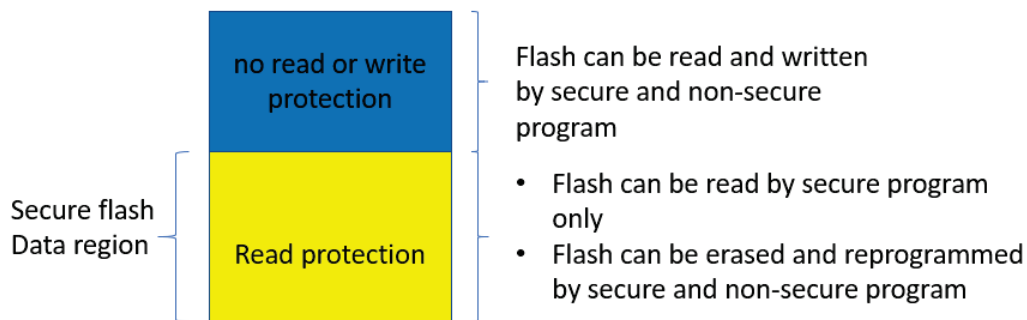 no read or write
protection
Flash can be read and written
by secure and non-secure
program
Secure flash
Data region
Read protection
• Flash can be read by secure program
only
• Flash can be erased and reprogrammed
by secure and non-secure program